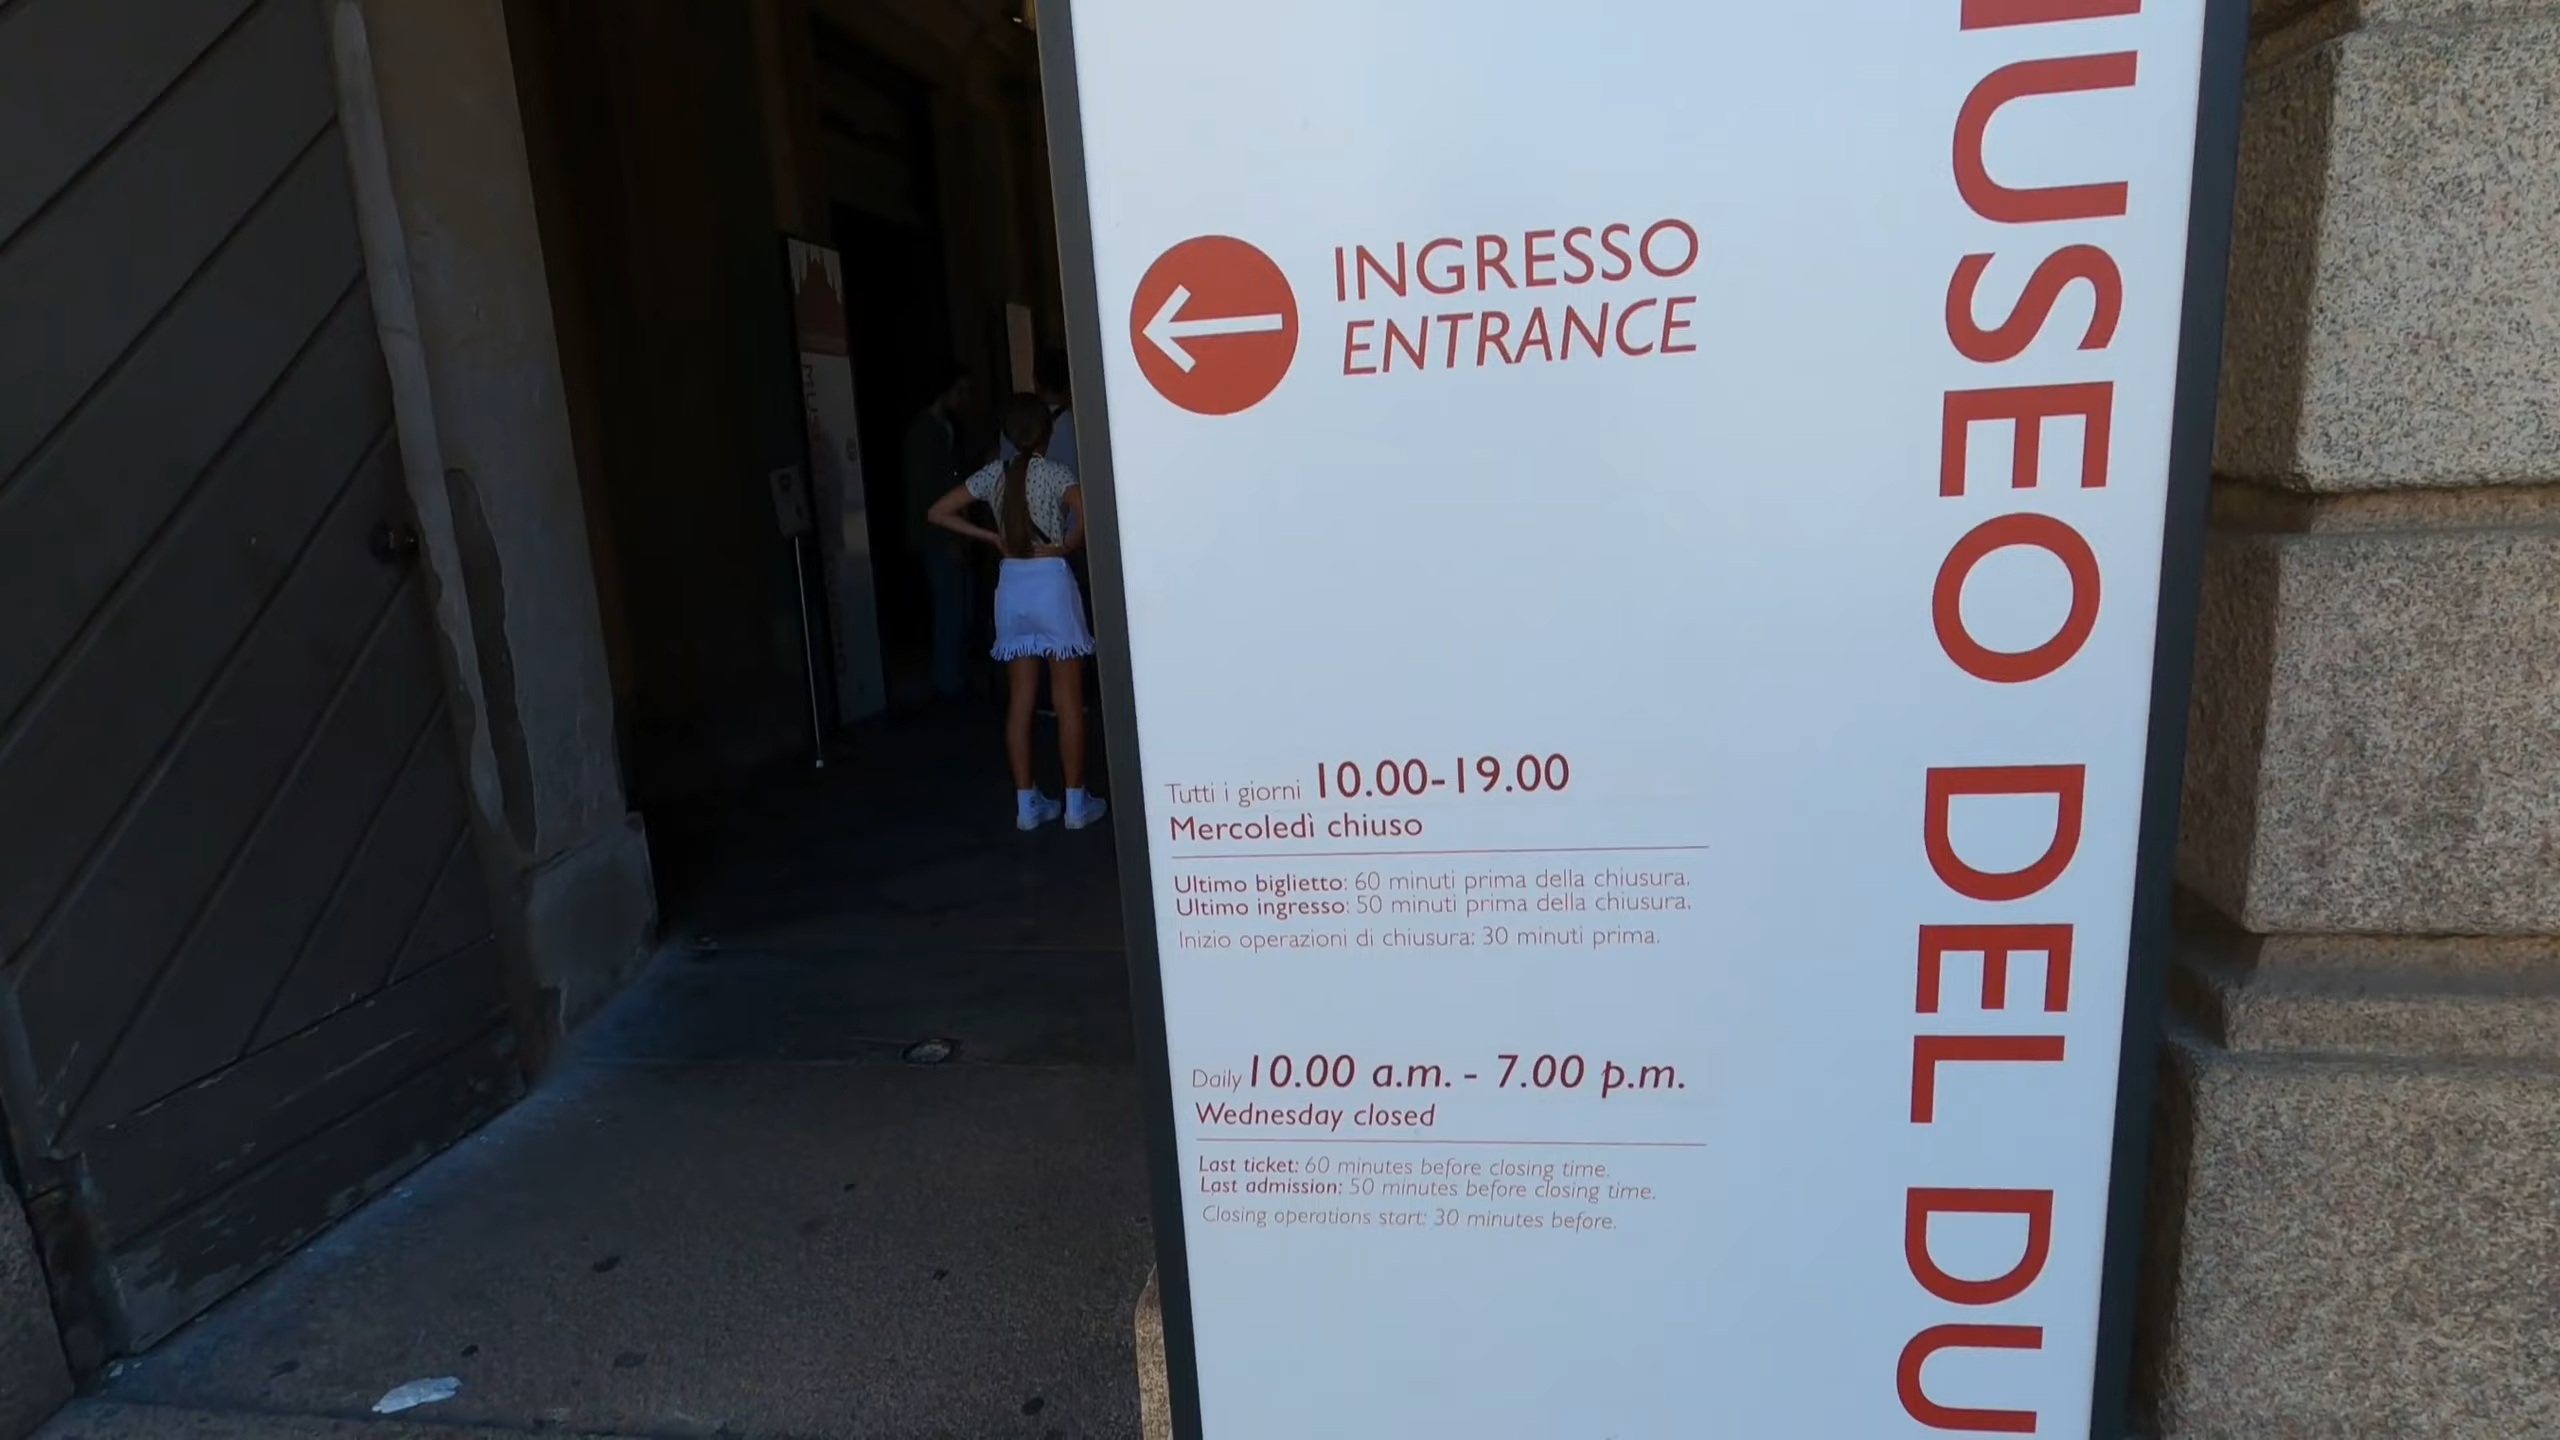 INGRESSO
ENTRANCE
Tutti i giorni 10.00-19.00
Mercoledì chiuso
Ultimo biglietto: 60 minuti prima della chiusura.
Ultimo ingresso: 50 minuti prima della chiusura.
Inizio operazioni di chiusura: 30 minuti prima.
Daily 10.00 a.m. - 7.00 p.m.
Wednesday closed
Last ticket: 60 minutes before closing time.
Last admission: 50 minutes before closing time.
Closing operations start: 30 minutes before.
MUSEO DEL DU